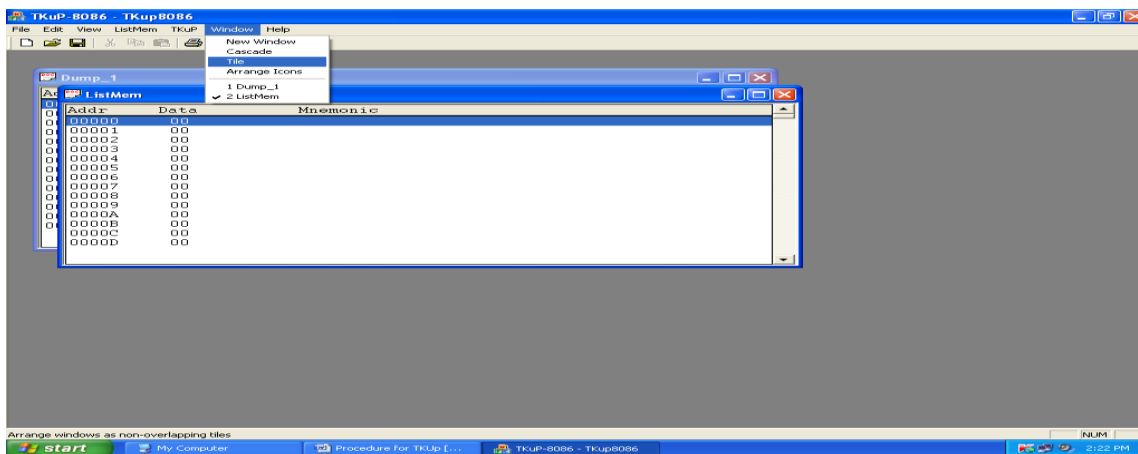 TKuP-8086 - TKup8086
File Edit View ListMem TKuP Window Help
New Window
Cascade
Tile
Arrange Icons
1 Dump_1
2 ListMem
Dump_1
ListMem
Addr Data Mnemonic
00000 00
00001 00
00002 00
00003 00
00004 00
00005 00
00006 00
00007 00
00008 00
00009 00
0000A 00
0000B 00
0000C 00
0000D 00
Arrange windows as non-overlapping tiles NUM
start My Computer Procedure for TKUp [... TKuP-8086 - TKup8086 2:22 PM